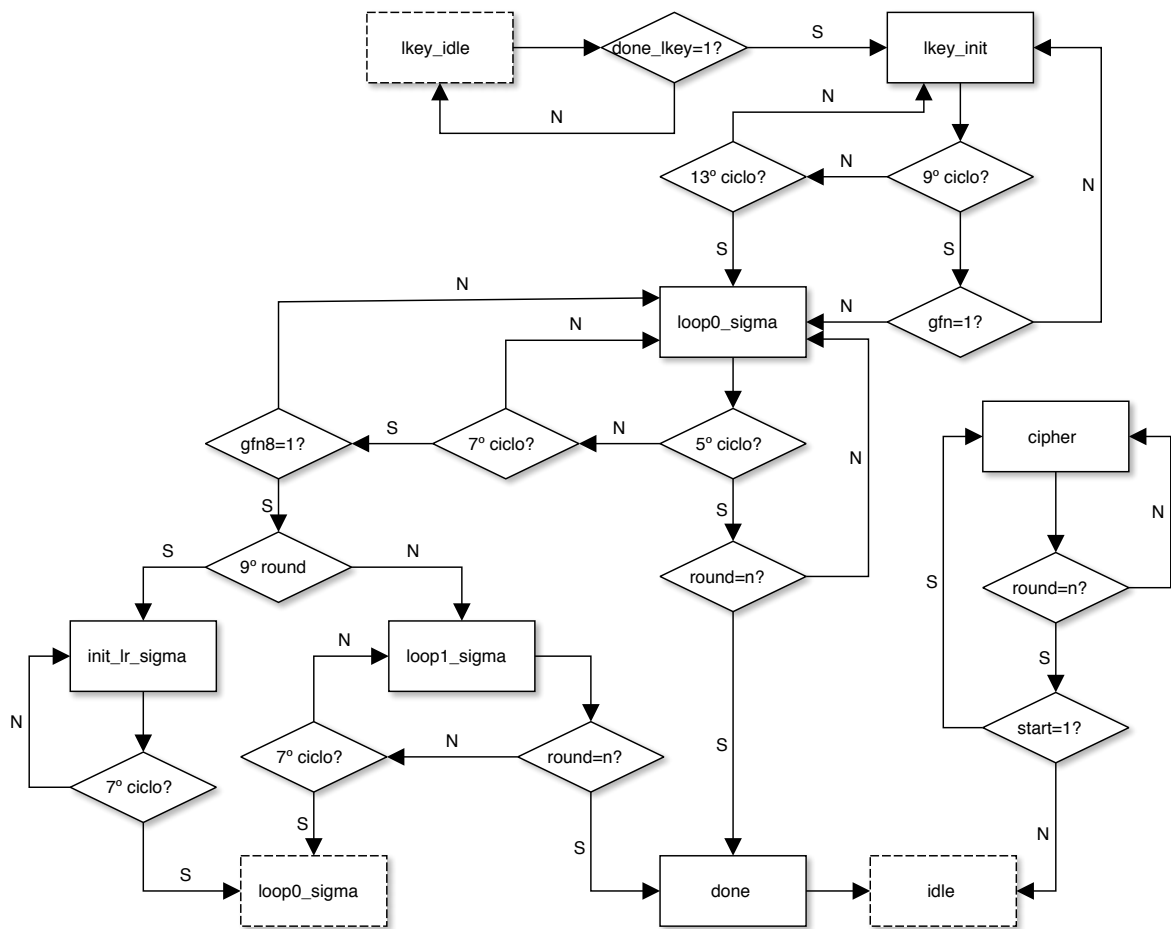 lkey_idle
done_lkey=1?
S
lkey_init
N
N
13º ciclo?
N
9º ciclo?
N
S
S
N
loop0_sigma
N
gfn=1?
N
gfn8=1?
S
7º ciclo?
N
5º ciclo?
N
cipher
S
S
N
S
9º round
N
S
round=n?
S
round=n?
init_lr_sigma
N
loop1_sigma
S
N
7º ciclo?
7º ciclo?
N
round=n?
S
start=1?
S
S
S
N
S
loop0_sigma
done
idle